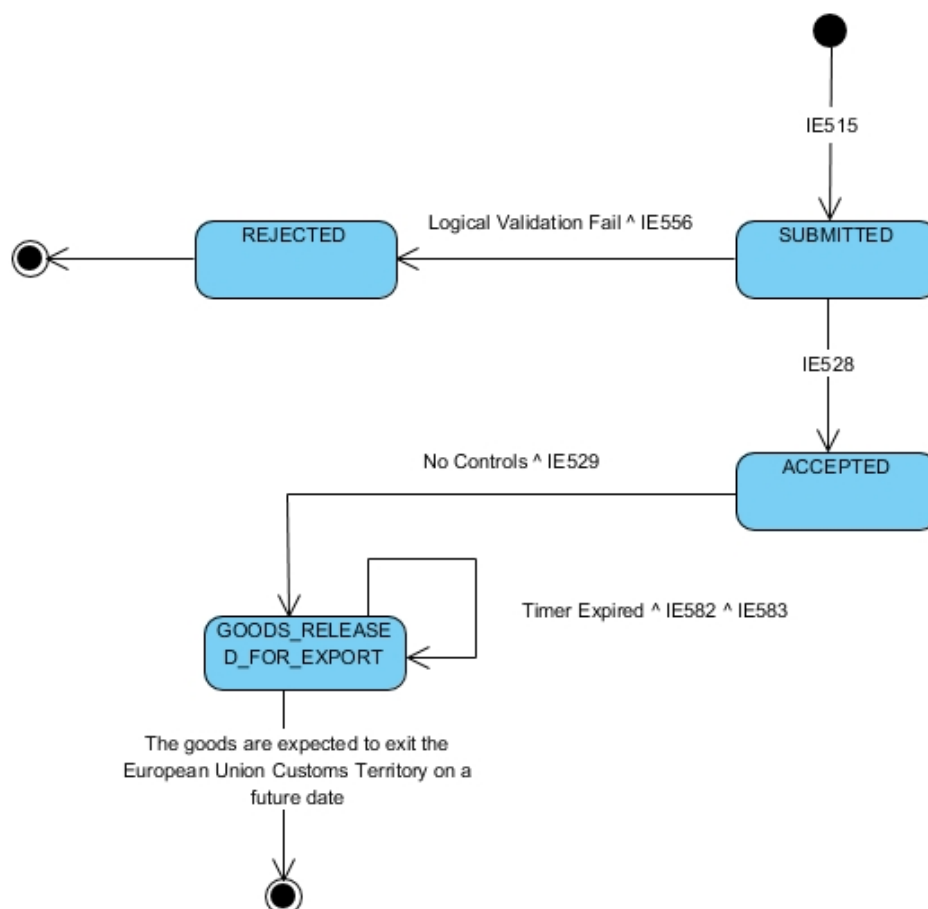 IE515
Logical Validation Fail ^ IE556
REJECTED
SUBMITTED
IE528
No Controls ^ IE529
ACCEPTED
Timer Expired ^ IE582 ^ IE583
GOODS_RELEASE
D_FOR_EXPORT
The goods are expected to exit the
European Union Customs Territory on a
future date